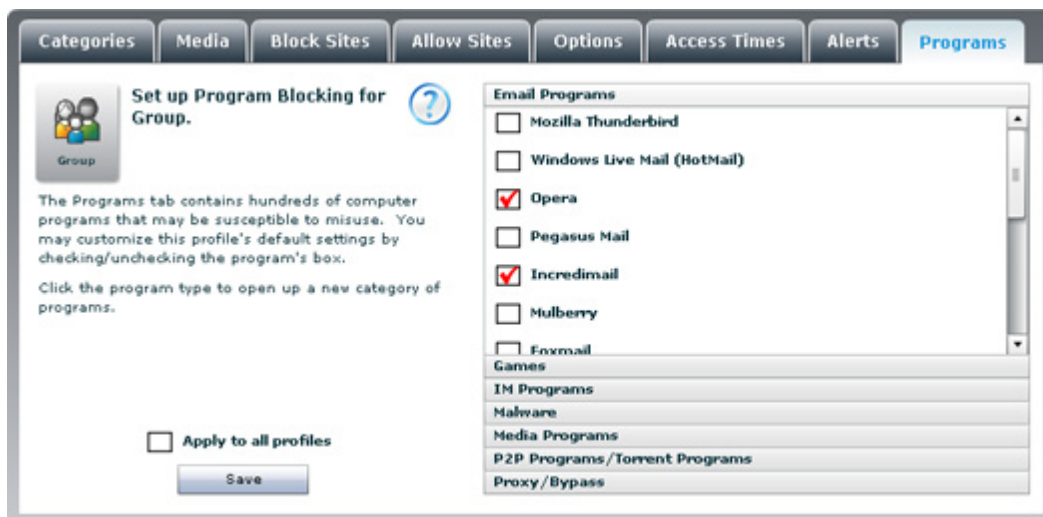 Categories
Media
Block Sites
Allow Sites
Options
Access Times
Alerts
Programs
Set up Program Blocking for
Group.
?
Group
The Programs tab contains hundreds of computer
programs that may be susceptible to misuse. You
may customize this profile's default settings by
checking/unchecking the program's box.
Click the program type to open up a new category of
programs.
Apply to all profiles
Save
Email Programs
Mozilla Thunderbird
Windows Live Mail (HotMail)
Opera
Pegasus Mail
Incredimail
Mulberry
Foxmail
Games
IM Programs
Malware
Media Programs
P2P Programs/Torrent Programs
Proxy/Bypass